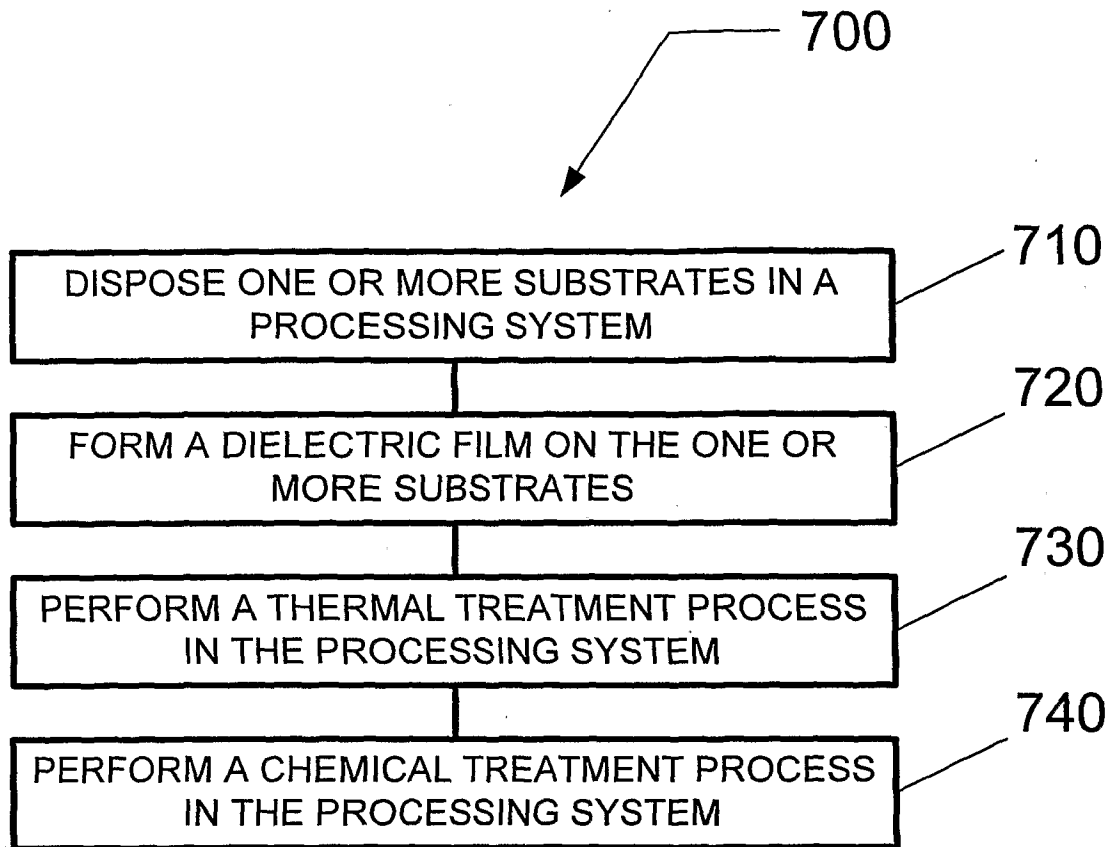 700
DISPOSE ONE OR MORE SUBSTRATES IN A
PROCESSING SYSTEM
710
FORM A DIELECTRIC FILM ON THE ONE OR
MORE SUBSTRATES
720
PERFORM A THERMAL TREATMENT PROCESS
IN THE PROCESSING SYSTEM
730
PERFORM A CHEMICAL TREATMENT PROCESS
IN THE PROCESSING SYSTEM
740